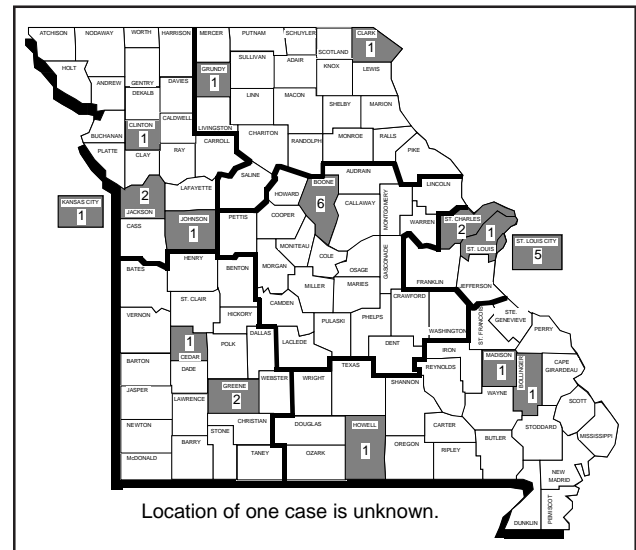 ATCHISON
NODAWAY
WORTH
HARRISON
MERCER
PUTNAM
SCHUYLER
SCOTLAND
CLARK
1
HOLT
ANDREW
GENTRY
DEKALB
DAVIES
GRUNDY
1
SULLIVAN
ADAIR
KNOX
LEWIS
LINN
MACON
SHELBY
MARION
CLINTON
1
CALDWELL
LIVINGSTON
CHARITON
RANDOLPH
MONROE
RALLS
PIKE
BUCHANAN
PLATTE
CLAY
RAY
CARROLL
SALINE
HOWARD
BOONE
6
AUDRAIN
KANSAS CITY
1
2
JACKSON
LAFAYETTE
JOHNSON
1
CASS
PETTIS
COOPER
MONITEAU
COLE
CALLAWAY
MONTGOMERY
LINCOLN
WARREN
ST. CHARLES
2
1
ST. LOUIS
ST. LOUIS CITY
5
BATES
HENRY
BENTON
MORGAN
MILLER
OSAGE
GASCONADE
FRANKLIN
JEFFERSON
VERNON
ST. CLAIR
HICKORY
CAMDEN
MARIES
PULASKI
PHELPS
CRAWFORD
WASHINGTON
ST. FRANCOIS
STE.
GENEVIEVE
PERRY
BARTON
1
CEDAR
POLK
DALLAS
LACLEDE
DENT
IRON
MADISON
1
BOLLINGER
1
CAPE
GIRARDEAU
JASPER
DADE
LAWRENCE
GREENE
2
WEBSTER
WRIGHT
TEXAS
SHANNON
REYNOLDS
WAYNE
SCOTT
NEWTON
CHRISTIAN
DOUGLAS
HOWELL
1
OREGON
CARTER
RIPLEY
BUTLER
STODDARD
MISSISSIPPI
McDONALD
BARRY
STONE
TANEY
OZARK
NEW
MADRID
PEMISCOT
DUNKLIN
Location of one case is unknown.